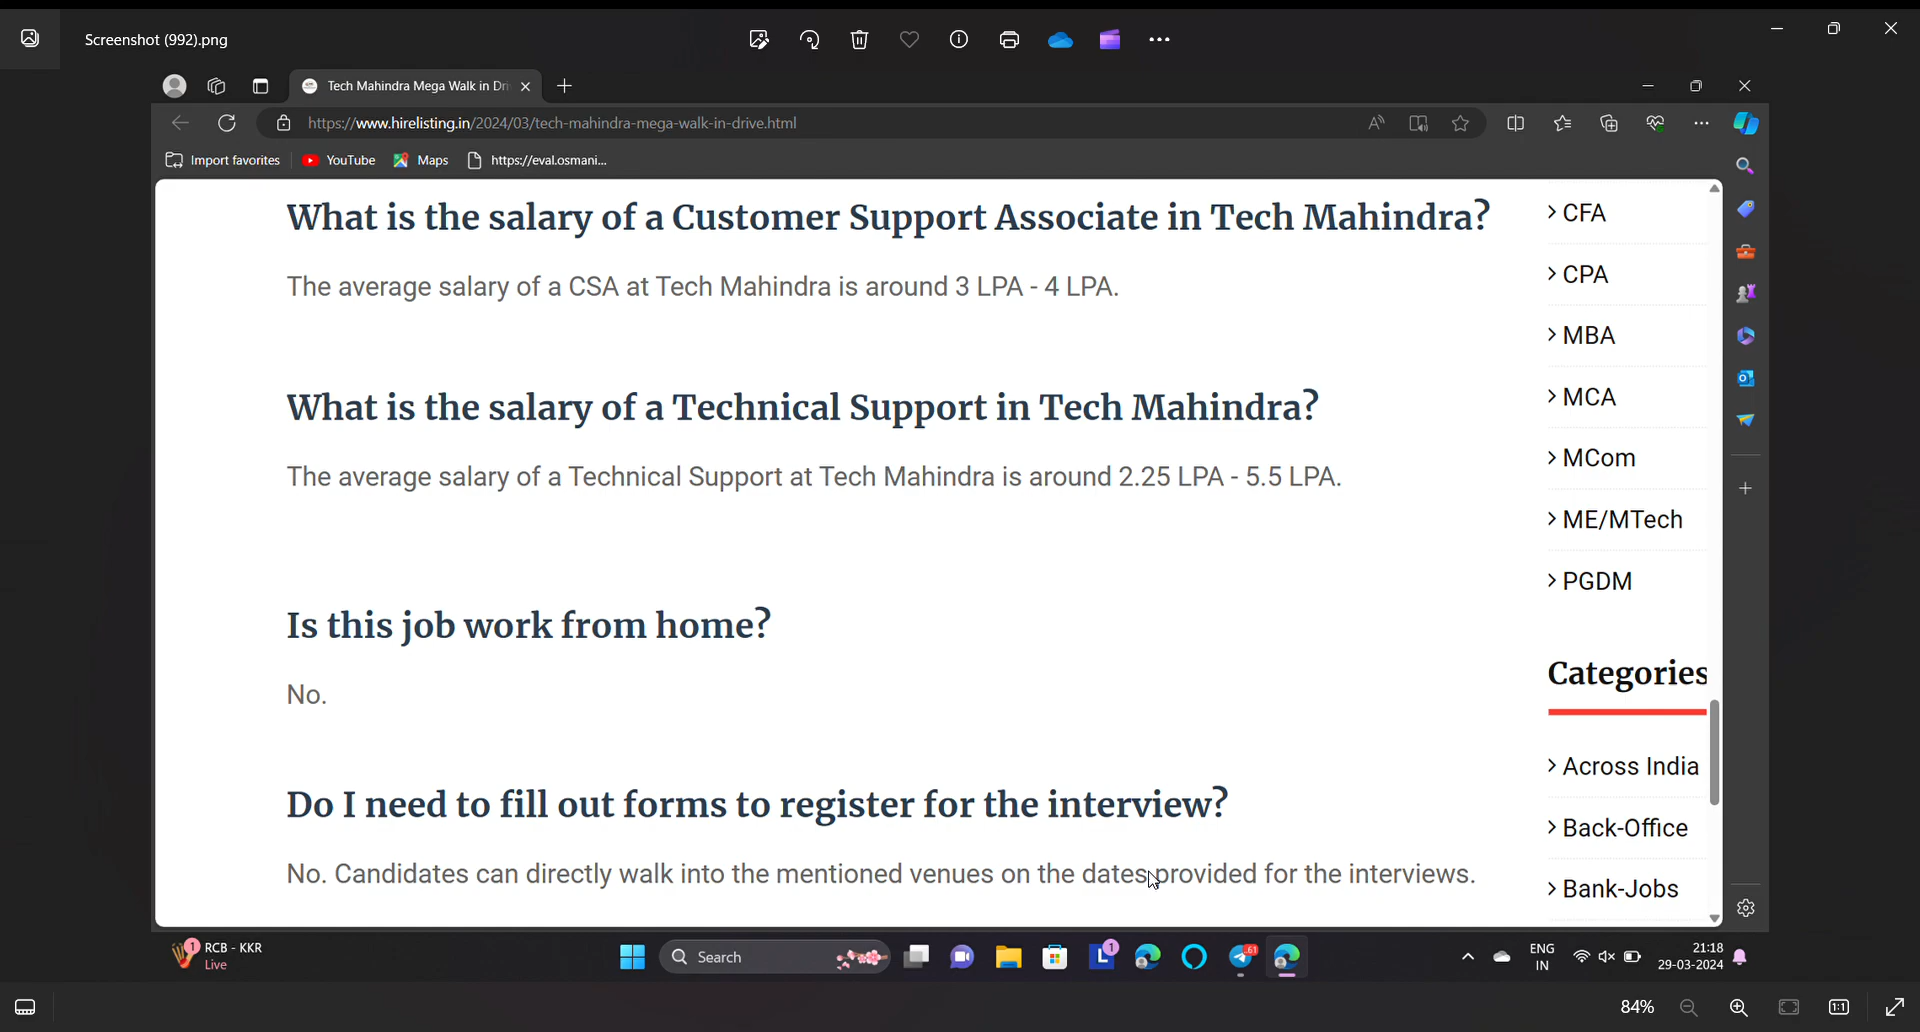 Screenshot (992).png
Tech Mahindra Mega Walk in Dri
https://www.hirelisting.in/2024/03/tech-mahindra-mega-walk-in-drive.html
Import favorites
YouTube
Maps
https://eval.osmani...
What is the salary of a Customer Support Associate in Tech Mahindra?
The average salary of a CSA at Tech Mahindra is around 3 LPA - 4 LPA.
What is the salary of a Technical Support in Tech Mahindra?
The average salary of a Technical Support at Tech Mahindra is around 2.25 LPA - 5.5 LPA.
Is this job work from home?
No.
Do I need to fill out forms to register for the interview?
No. Candidates can directly walk into the mentioned venues on the dates provided for the interviews.
> CFA
> CPA
> MBA
> MCA
> MCom
> ME/MTech
> PGDM
Categories
> Across India
> Back-Office
> Bank-Jobs
1
RCB - KKR
Live
Search
1
61
ENG
IN
21:18
29-03-2024
84%
1:1